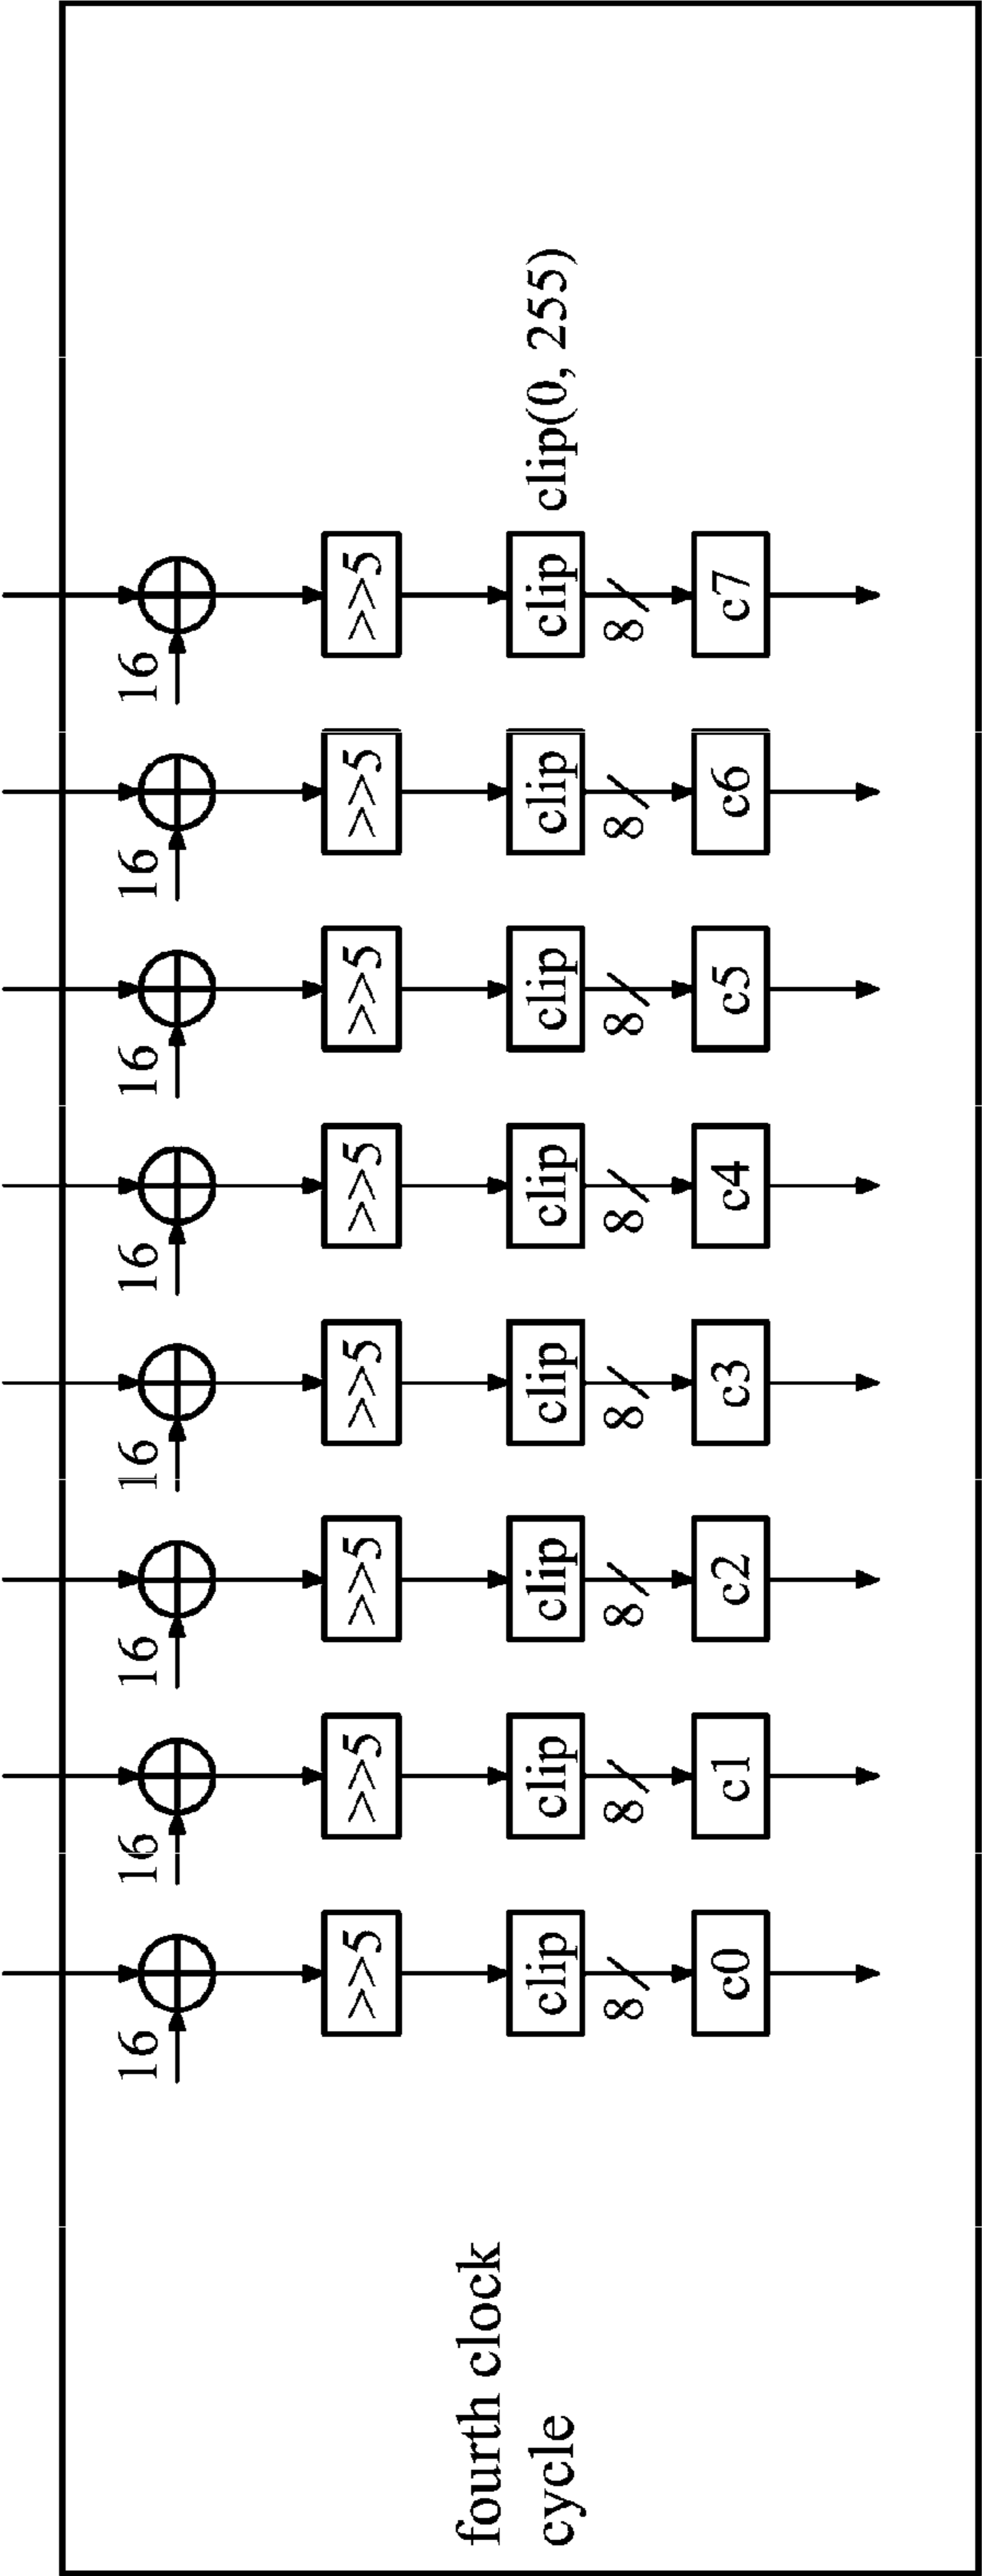 16 16 16 16 16 16 16 16
>>5 >>5 >>5 >>5 >>5 >>5 >>5 >>5
fourth clock
cycle
clip clip clip clip clip clip clip clip clip(0, 255)
8 8 8 8 8 8 8 8
c0 c1 c2 c3 c4 c5 c6 c7